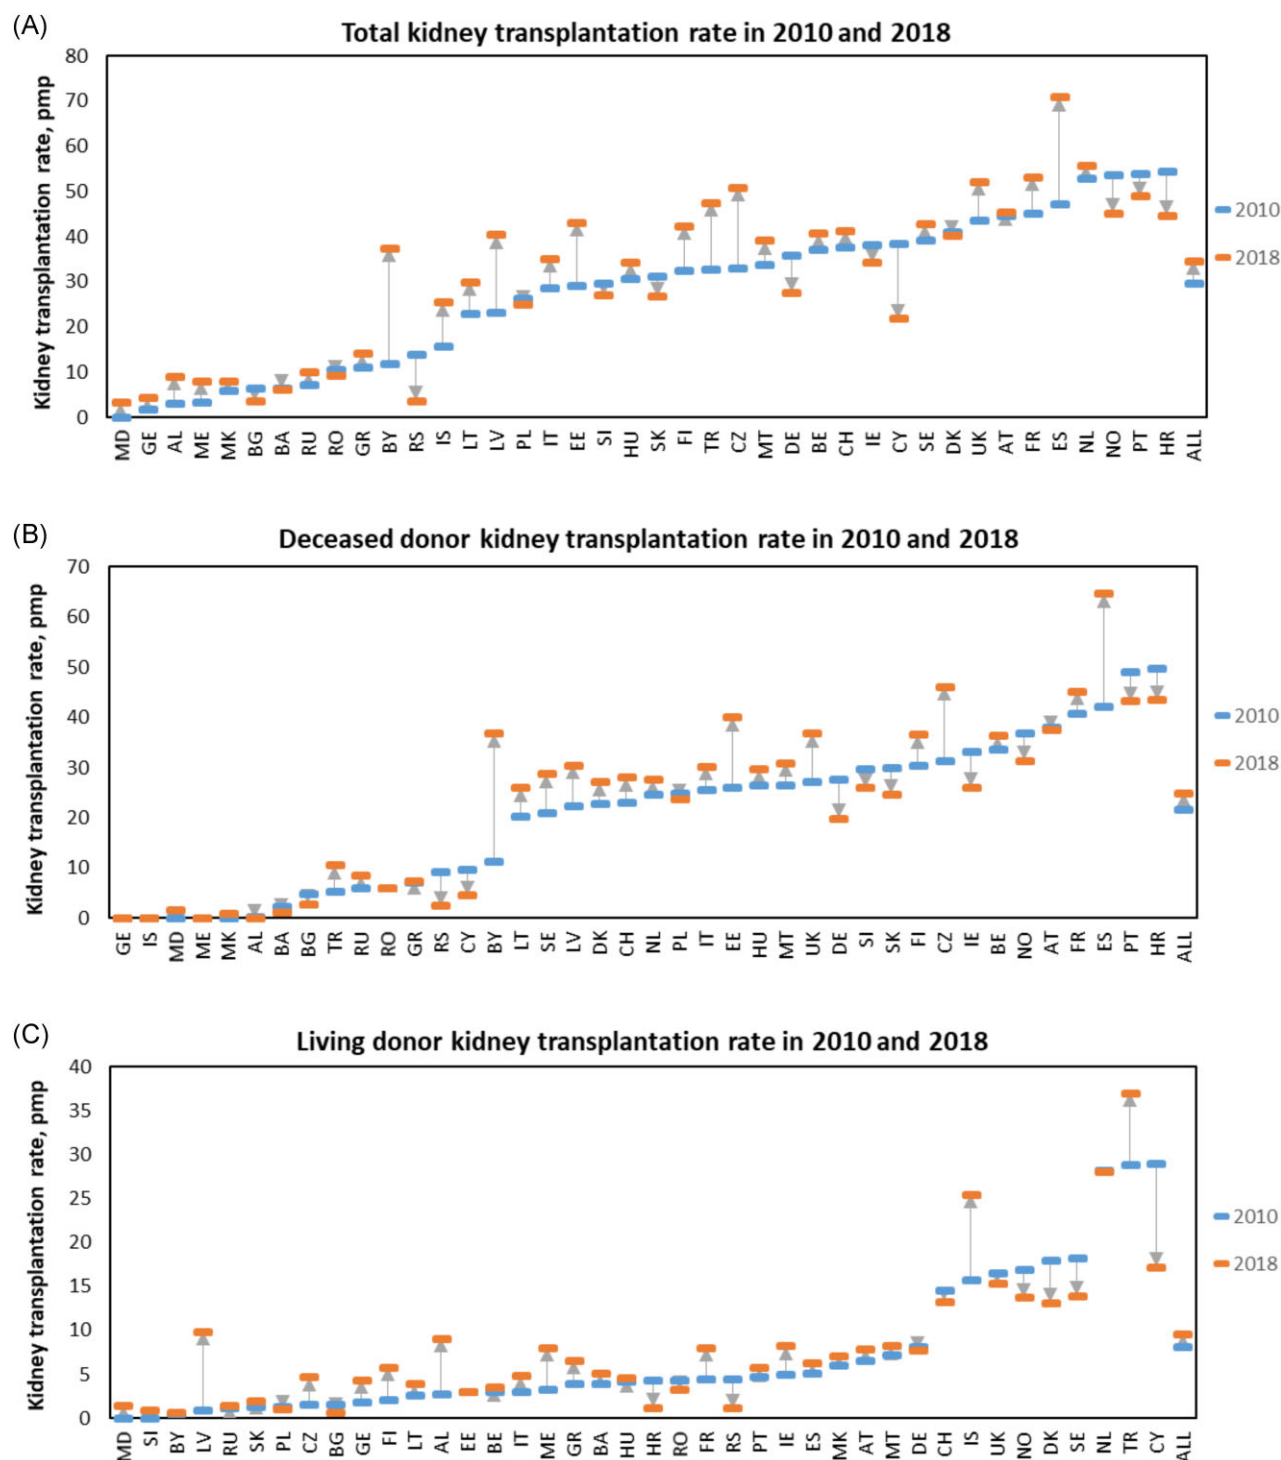 (A)
Total kidney transplantation rate in 2010 and 2018
Kidney transplantation rate, pmp
80
70
60
50
40
30
20
10
0
MD GE AL ME MK BG BA RU RO GR BY RS IS LT LV PL IT EE SI HU SK FI TR CZ MT DE BE CH IE CY SE DK UK AT FR ES NL NO PT HR ALL
2010
2018
(B)
Deceased donor kidney transplantation rate in 2010 and 2018
Kidney transplantation rate, pmp
70
60
50
40
30
20
10
0
GE IS MD ME MK AL BA BG TR RU RO GR RS CY BY LT SE LV DK CH NL PL IT EE HU MT UK DE SI SK FI CZ IE BE NO AT FR ES PT HR ALL
2010
2018
(C)
Living donor kidney transplantation rate in 2010 and 2018
Kidney transplantation rate, pmp
40
35
30
25
20
15
10
5
0
MD SI BY LV RU SK PL CZ BG GE FI LT AL EE BE IT ME GR BA HU HR RO FR RS PT IE ES MK AT MT DE CH IS UK NO DK SE NL TR CY ALL
2010
2018